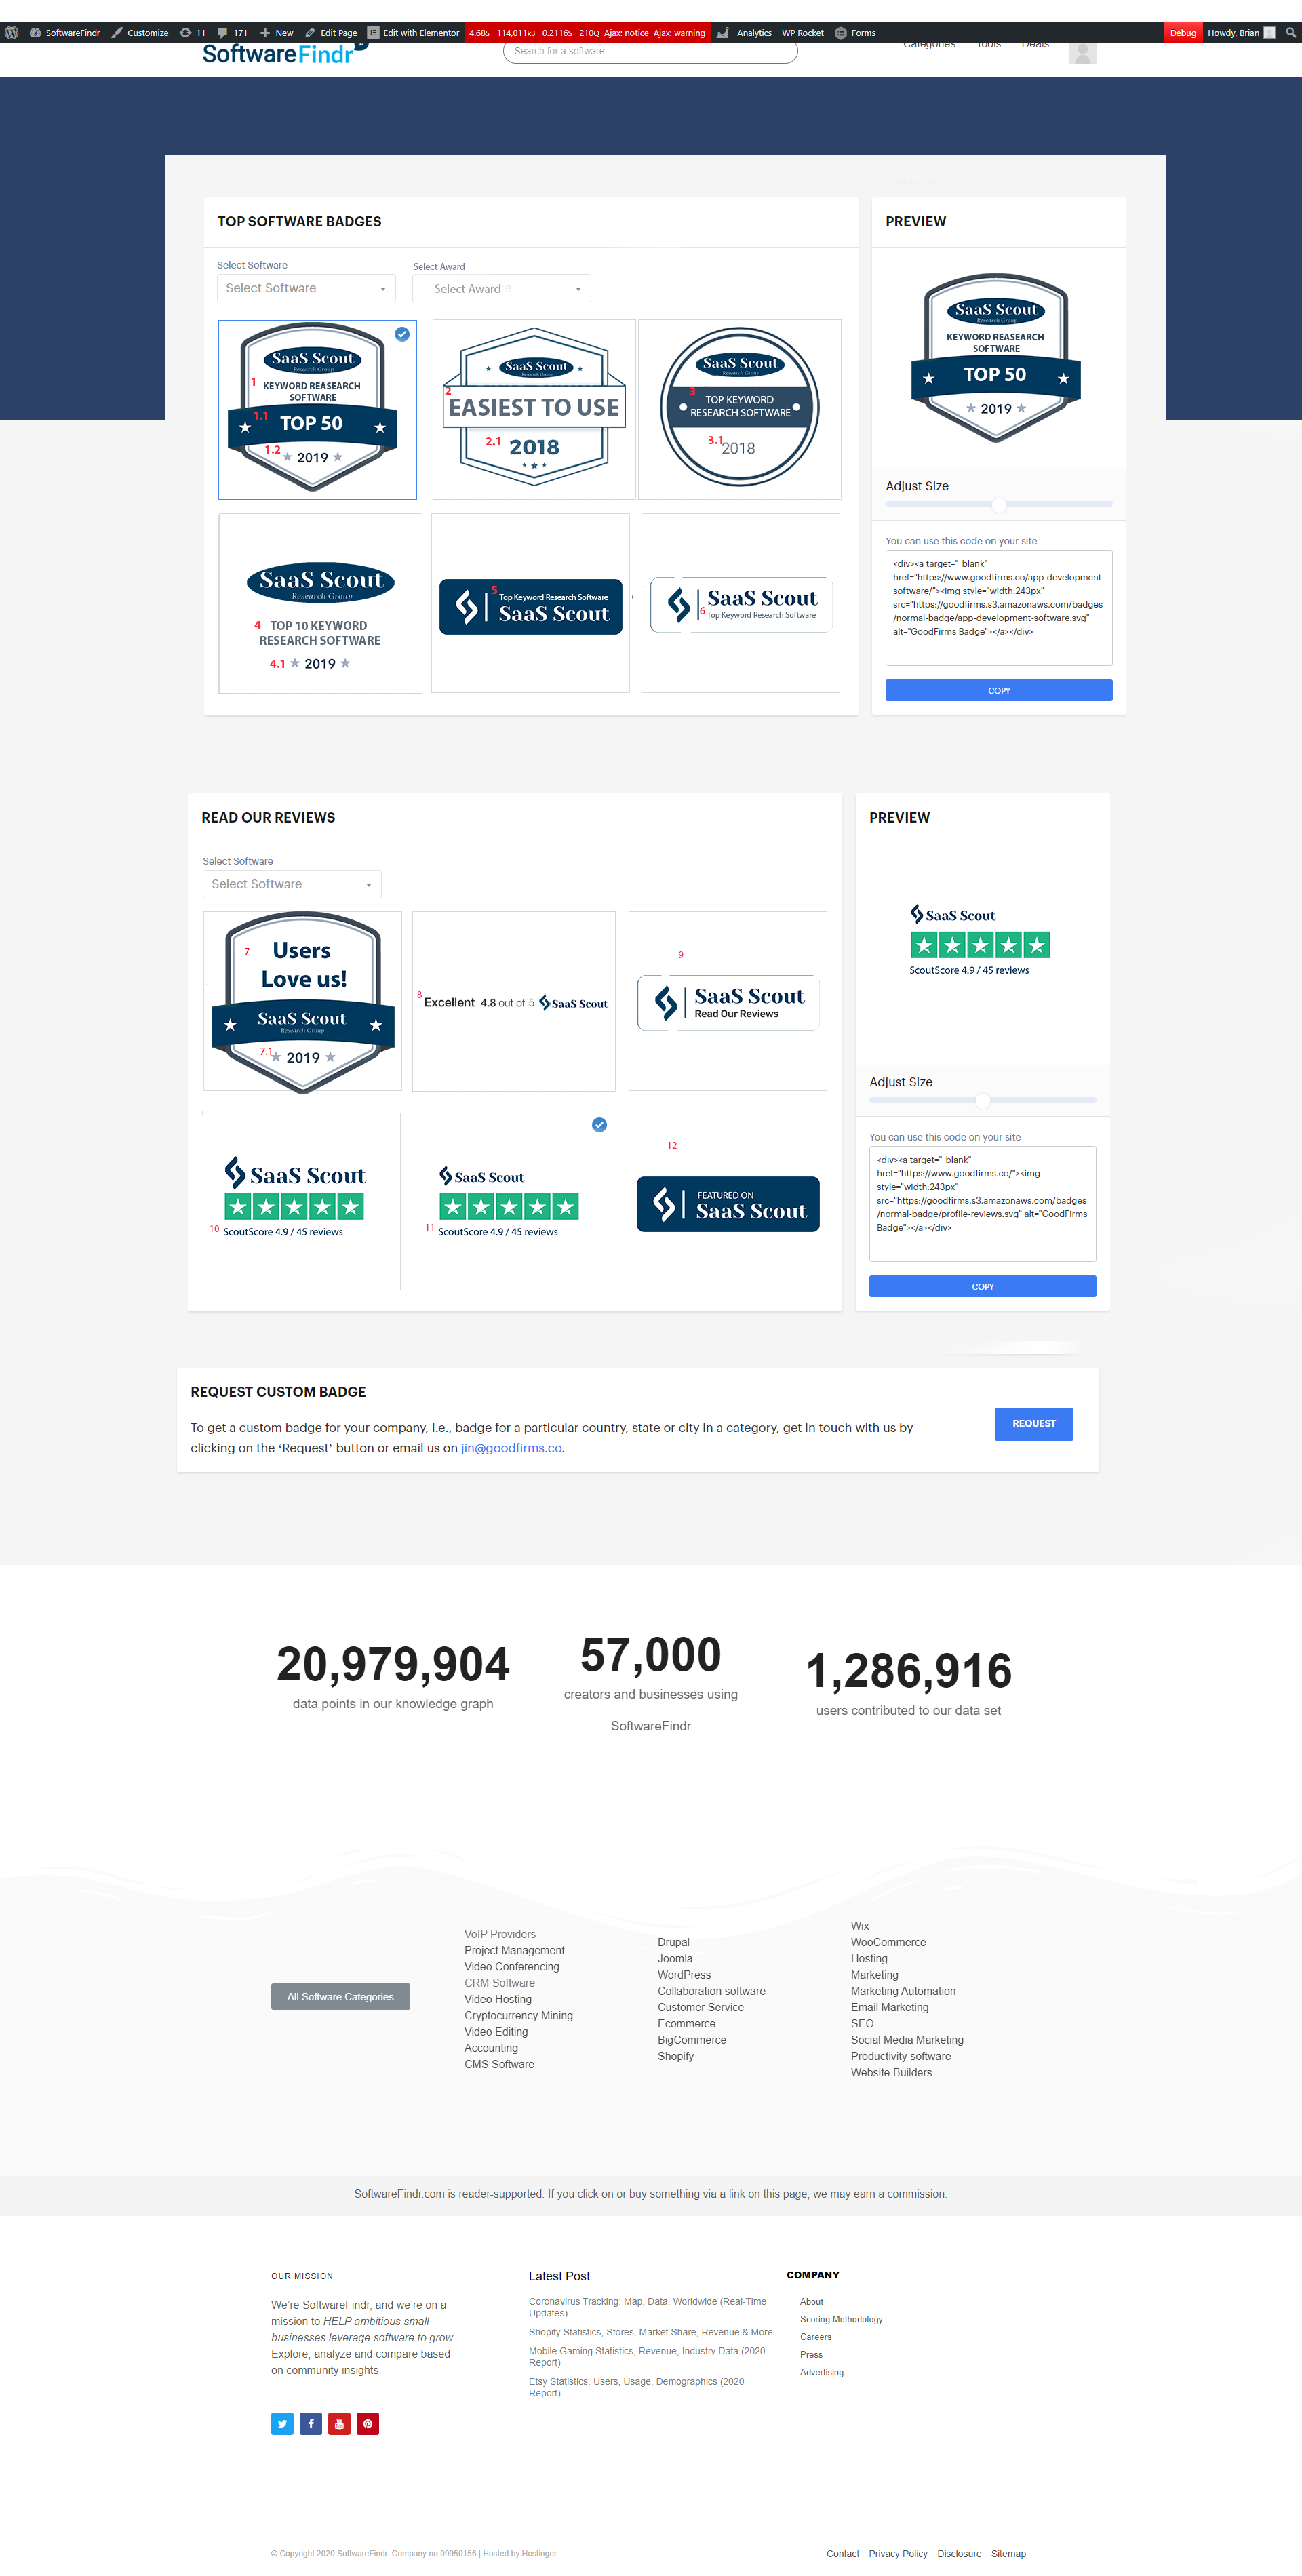 SoftwareFindr Customize 11 171 New Edit Page Edit with Elementor 4.68S 114,011KB 0.2116S 210Q Ajax: notice Ajax: warning Analytics WP Rocket Forms Debug Howdy, Brian
SoftwareFindr
Search for a software ...
Categories Tools Deals
TOP SOFTWARE BADGES
Select Software
Select Software
Select Award
Select Award
SaaS Scout
Research Group
1 KEYWORD REASEARCH
SOFTWARE
1.1
TOP 50
1.2
2019
SaaS Scout
Research Group
2
EASIEST TO USE
2.1 2018
SaaS Scout
Research Group
3
TOP KEYWORD
RESEARCH SOFTWARE
3.1
2018
SaaS Scout
Research Group
4 TOP 10 KEYWORD
RESEARCH SOFTWARE
4.1 2019
5
Top Keyword Research Software
SaaS Scout
SaaS Scout
6
Top Keyword Research Software
PREVIEW
SaaS Scout
Research Group
KEYWORD REASEARCH
SOFTWARE
TOP 50
2019
Adjust Size
You can use this code on your site
<div><a target="_blank"
href="https://www.goodfirms.co/app-development-
software/"><img style="width:243px"
src="https://goodfirms.s3.amazonaws.com/badges
/normal-badge/app-development-software.svg"
alt="GoodFirms Badge"></a></div>
COPY
READ OUR REVIEWS
Select Software
Select Software
7
Users
Love us!
SaaS Scout
Research Group
7.1
2019
8
Excellent 4.8 out of 5 SaaS Scout
9
SaaS Scout
Read Our Reviews
SaaS Scout
10 ScoutScore 4.9 / 45 reviews
SaaS Scout
11 ScoutScore 4.9 / 45 reviews
12
FEATURED ON
SaaS Scout
PREVIEW
SaaS Scout
ScoutScore 4.9 / 45 reviews
Adjust Size
You can use this code on your site
<div><a target="_blank"
href="https://www.goodfirms.co/"><img
style="width:243px"
src="https://goodfirms.s3.amazonaws.com/badges
/normal-badge/profile-reviews.svg" alt="GoodFirms
Badge"></a></div>
COPY
REQUEST CUSTOM BADGE
To get a custom badge for your company, i.e., badge for a particular country, state or city in a category, get in touch with us by
clicking on the ‘Request’ button or email us on jin@goodfirms.co.
REQUEST
20,979,904
data points in our knowledge graph
57,000
creators and businesses using
SoftwareFindr
1,286,916
users contributed to our data set
All Software Categories
VoIP Providers
Project Management
Video Conferencing
CRM Software
Video Hosting
Cryptocurrency Mining
Video Editing
Accounting
CMS Software
Drupal
Joomla
WordPress
Collaboration software
Customer Service
Ecommerce
BigCommerce
Shopify
Wix
WooCommerce
Hosting
Marketing
Marketing Automation
Email Marketing
SEO
Social Media Marketing
Productivity software
Website Builders
SoftwareFindr.com is reader-supported. If you click on or buy something via a link on this page, we may earn a commission.
OUR MISSION
We're SoftwareFindr, and we're on a
mission to HELP ambitious small
businesses leverage software to grow.
Explore, analyze and compare based
on community insights.
Latest Post
Coronavirus Tracking: Map, Data, Worldwide (Real-Time
Updates)
Shopify Statistics, Stores, Market Share, Revenue & More
Mobile Gaming Statistics, Revenue, Industry Data (2020
Report)
Etsy Statistics, Users, Usage, Demographics (2020
Report)
COMPANY
About
Scoring Methodology
Careers
Press
Advertising
© Copyright 2020 SoftwareFindr. Company no 09950156 | Hosted by Hostinger
Contact Privacy Policy Disclosure Sitemap